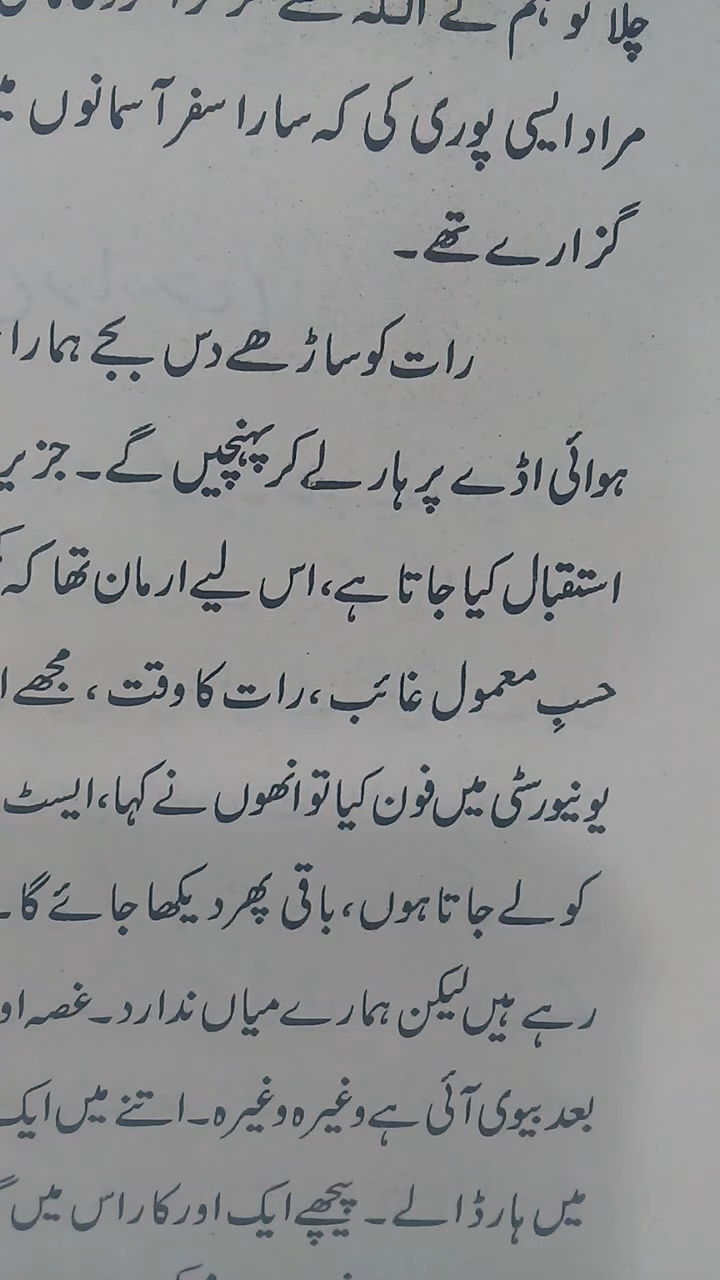 چلا تو ہم نے اللہ سے
مراد ایسی پوری کی کہ سارا سفر آسمانوں
گزارے تھے۔
رات کو ساڑھے دس بجے ہمارا
ہوائی اڈے پر ہار لے کر پہنچیں گے۔ جزیر
استقبال کیا جاتا ہے، اس لیے ارمان تھا کہ
حسبِ معمول غائب، رات کا وقت، مجھے ا
یونیورسٹی میں فون کیا تو انھوں نے کہا، ایسٹ
کو لے جاتا ہوں، باقی پھر دیکھا جائے گا۔
رہے ہیں لیکن ہمارے میاں ندارد۔ غصہ او
بعد بیوی آئی ہے وغیرہ وغیرہ۔ اتنے میں ایک
میں ہار ڈالے۔ پیچھے ایک اور کار اس میں